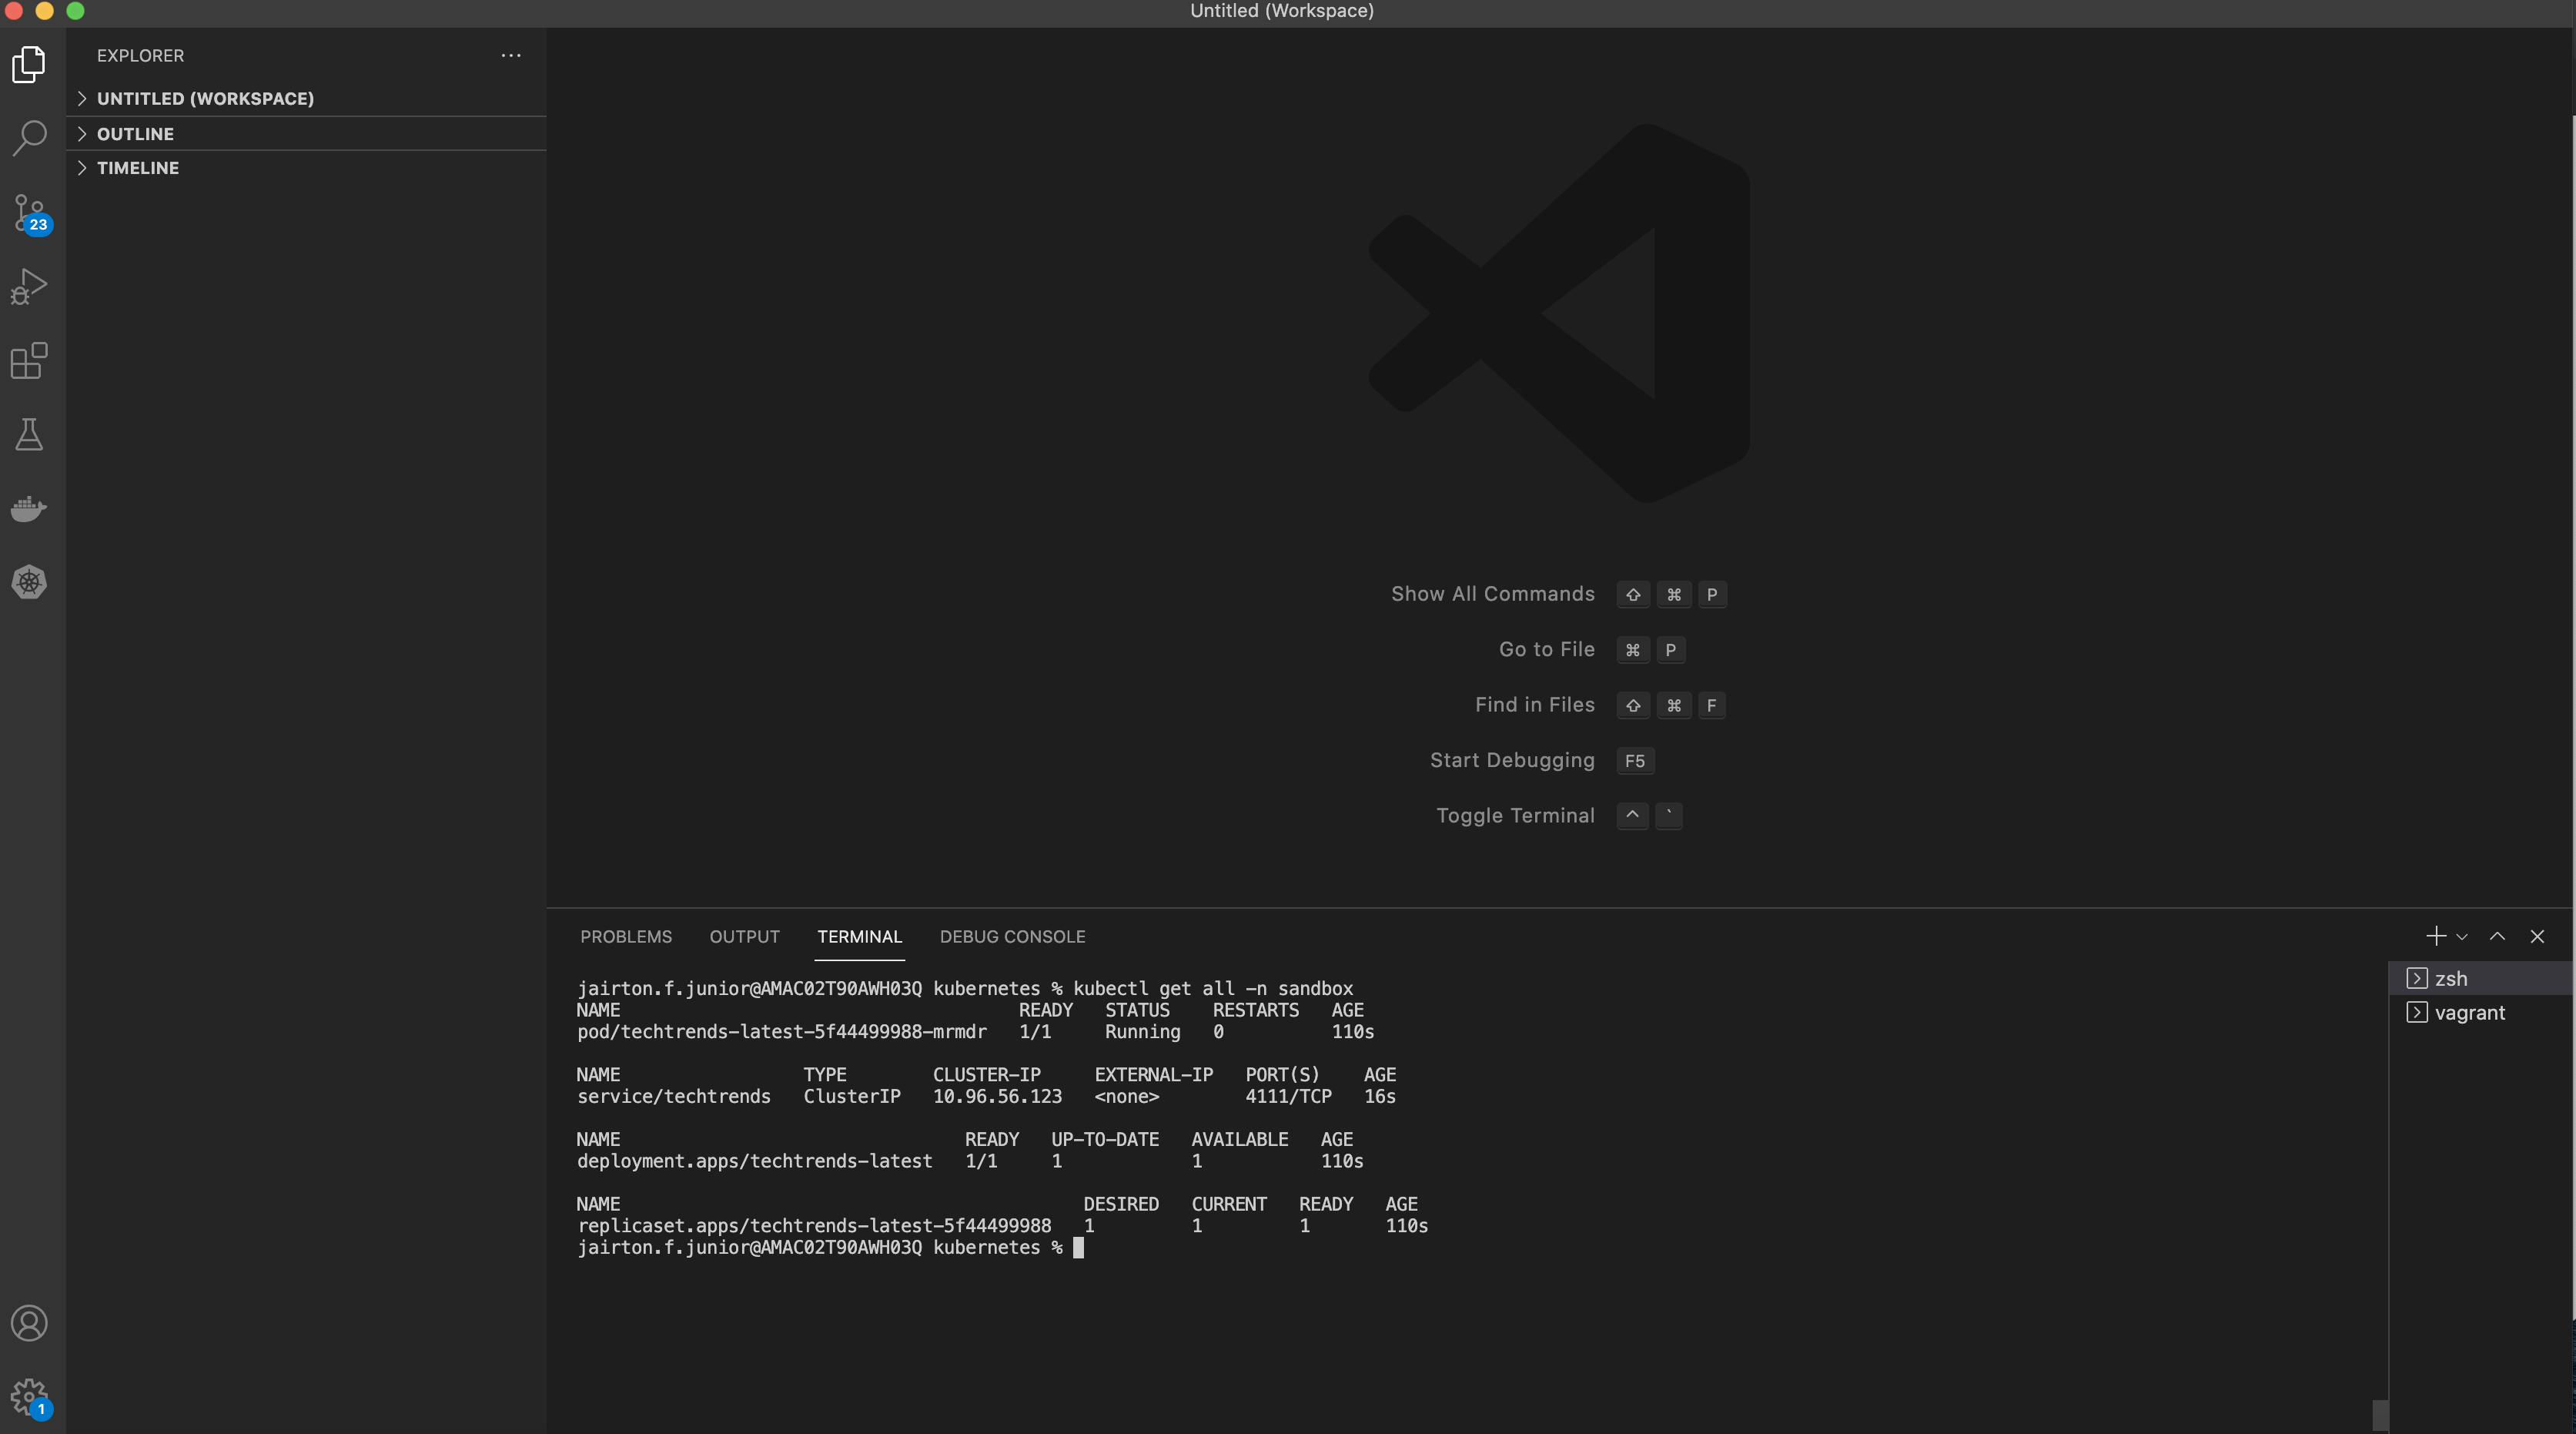 Untitled (Workspace)
EXPLORER
UNTITLED (WORKSPACE)
OUTLINE
TIMELINE
23
1
Show All Commands ⇧ ⌘ P
Go to File ⌘ P
Find in Files ⇧ ⌘ F
Start Debugging F5
Toggle Terminal ^ `
PROBLEMS OUTPUT TERMINAL DEBUG CONSOLE
jairton.f.junior@AMAC02T90AWH03Q kubernetes % kubectl get all -n sandbox
NAME READY STATUS RESTARTS AGE
pod/techtrends-latest-5f44499988-mrmdr 1/1 Running 0 110s
NAME TYPE CLUSTER-IP EXTERNAL-IP PORT(S) AGE
service/techtrends ClusterIP 10.96.56.123 <none> 4111/TCP 16s
NAME READY UP-TO-DATE AVAILABLE AGE
deployment.apps/techtrends-latest 1/1 1 1 110s
NAME DESIRED CURRENT READY AGE
replicaset.apps/techtrends-latest-5f44499988 1 1 1 110s
jairton.f.junior@AMAC02T90AWH03Q kubernetes %
zsh
vagrant